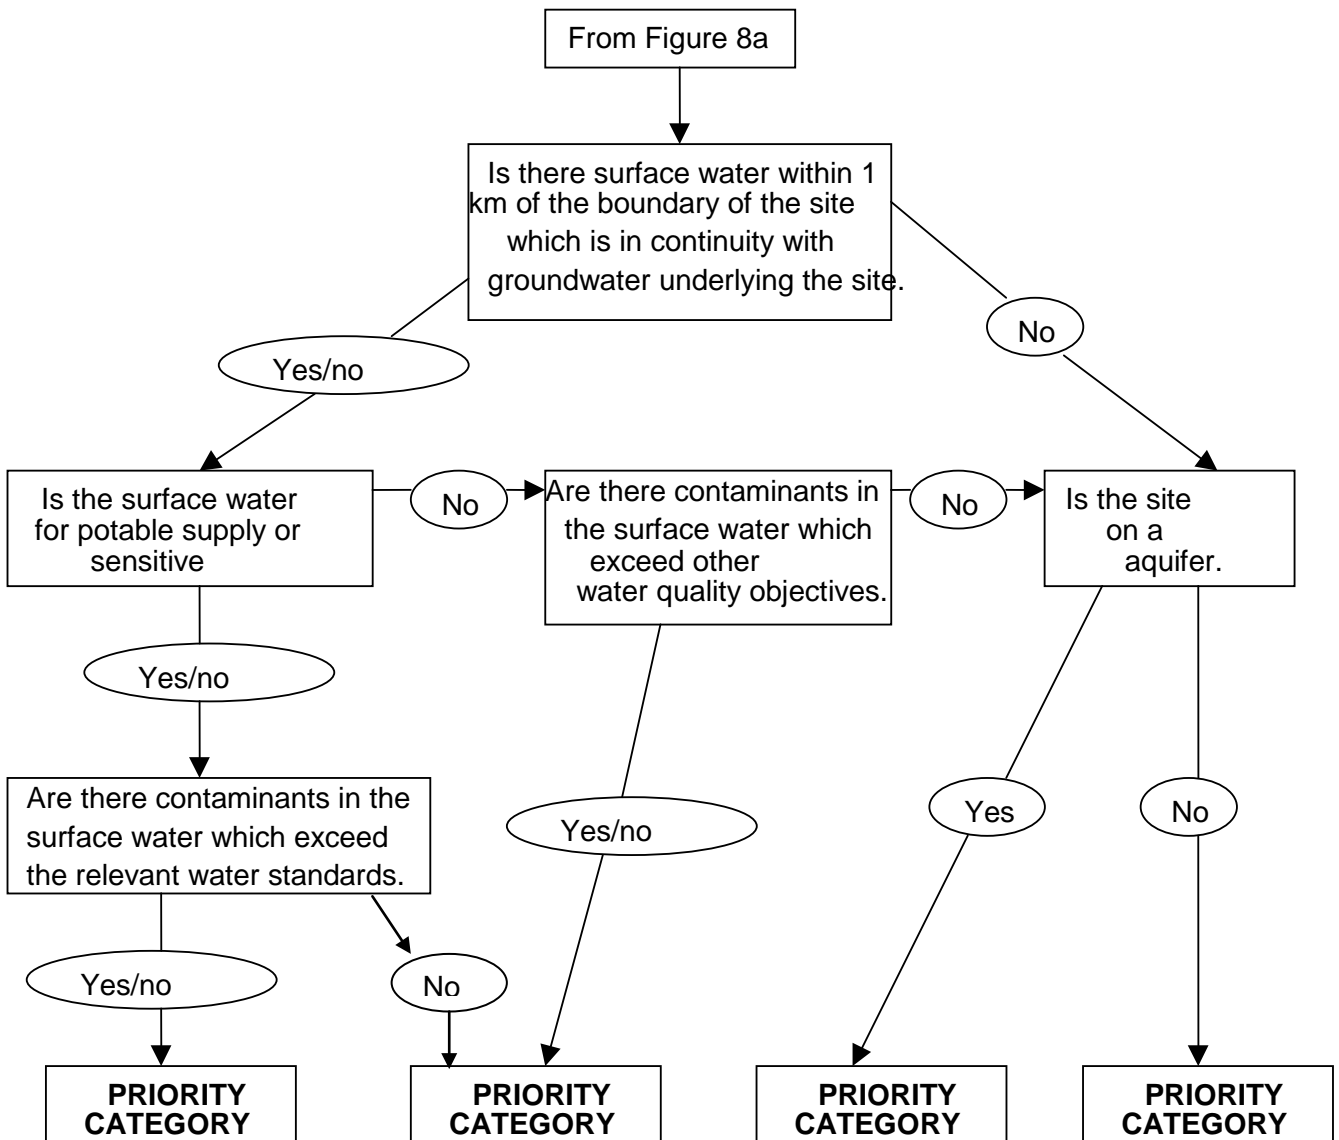 From Figure 8a
Is there surface water within 1
km of the boundary of the site
which is in continuity with
groundwater underlying the site.
No
Yes/no
Is the surface water
for potable supply or
sensitive
No
Are there contaminants in
the surface water which
exceed other
water quality objectives.
No
Is the site
on a
aquifer.
Yes/no
Are there contaminants in the
surface water which exceed
the relevant water standards.
Yes/no
Yes
No
Yes/no
No
PRIORITY
CATEGORY
PRIORITY
CATEGORY
PRIORITY
CATEGORY
PRIORITY
CATEGORY